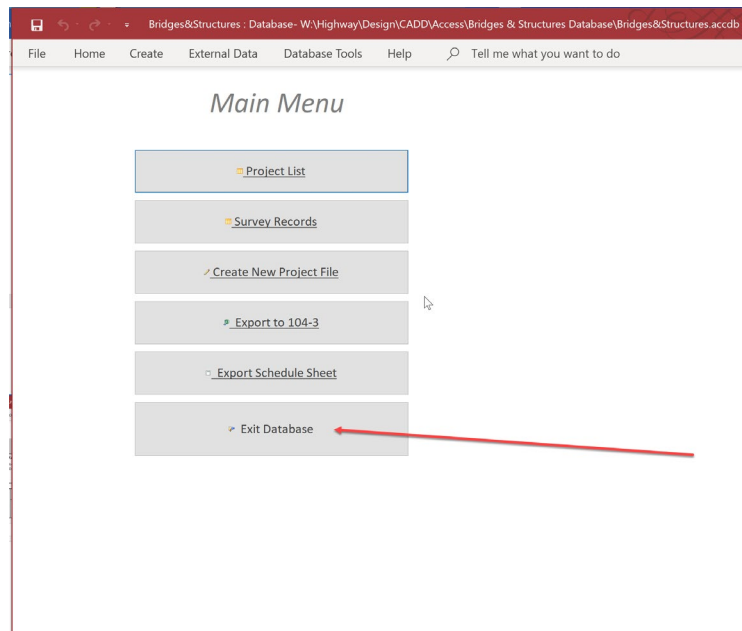 Bridges&Structures : Database- W:\Highway\Design\CADD\Access\Bridges & Structures Database\Bridges&Structures.accdb
File Home Create External Data Database Tools Help Tell me what you want to do
Main Menu
Project List
Survey Records
Create New Project File
Export to 104-3
Export Schedule Sheet
Exit Database